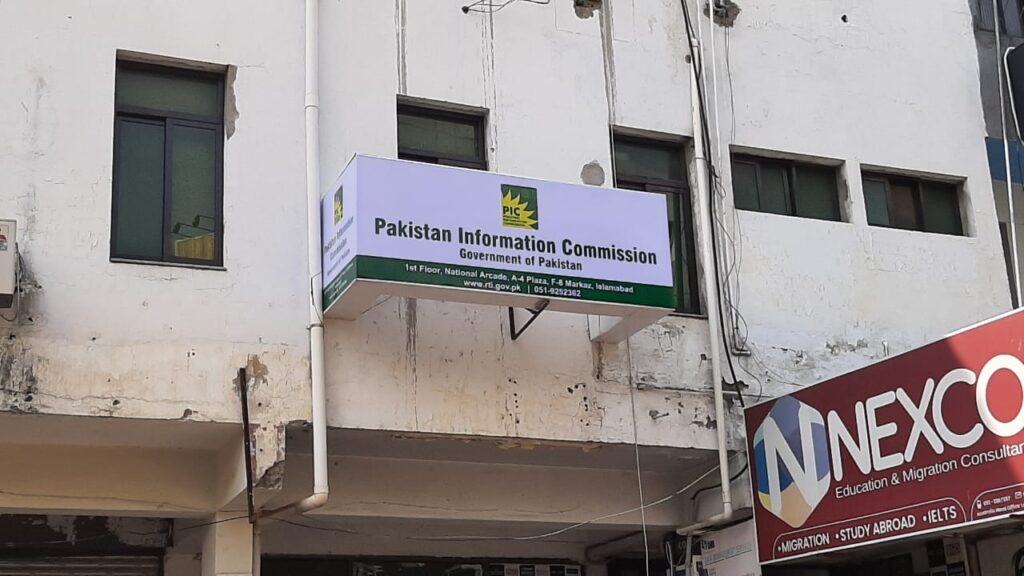 PIC
Pakistan Information Commission
Government of Pakistan
1st Floor, National Arcade, A-4 Plaza, F-8 Markaz, Islamabad
www.rti.gov.pk | 051-9252362
N NEXCO
Education & Migration Consultan
•MIGRATION •STUDY ABROAD •IELTS